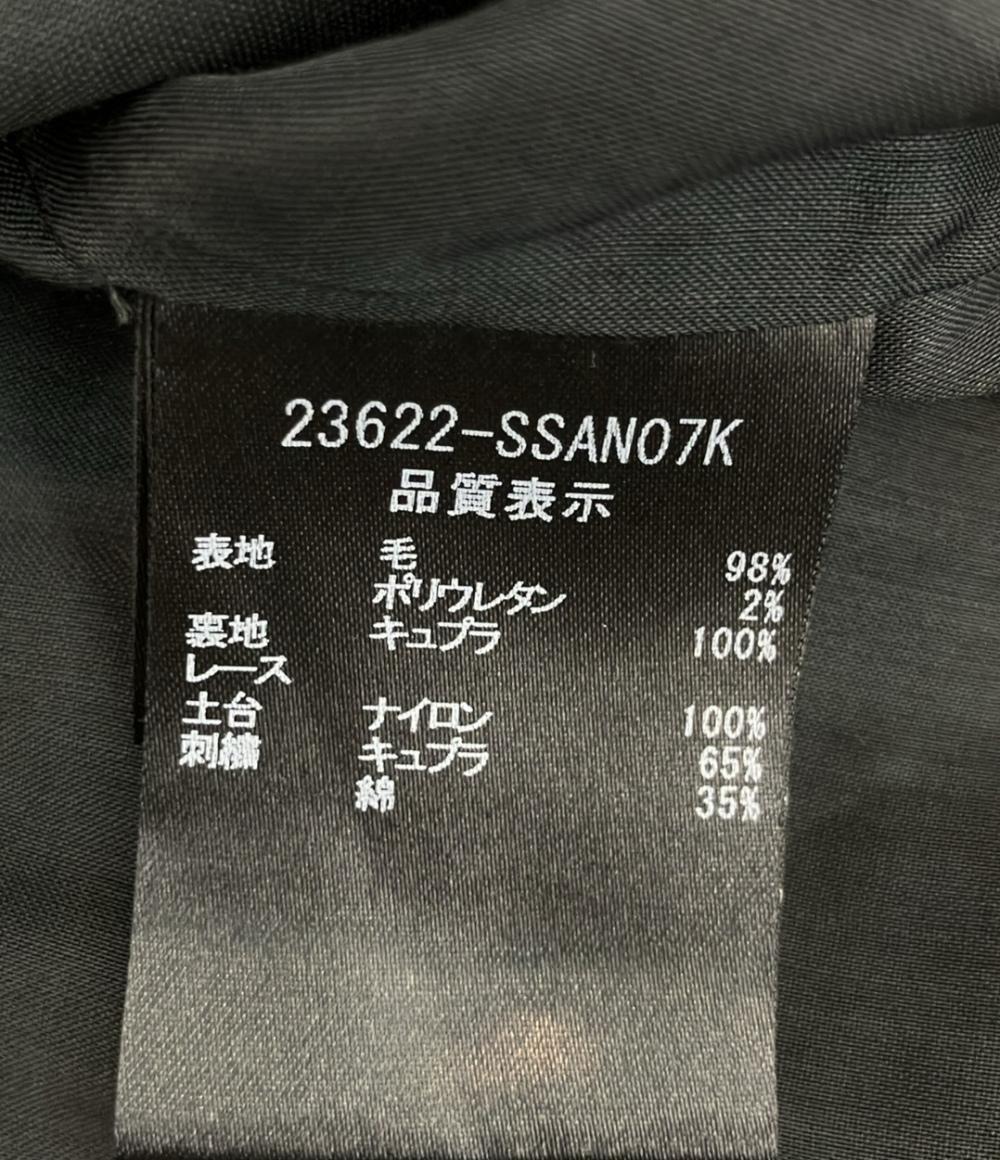 23622-SSAN07K
品質表示
表地 毛 98%
ポリウレタン 2%
裏地 キュプラ 100%
レース
土台 ナイロン 100%
刺繍 キュプラ 65%
綿 35%